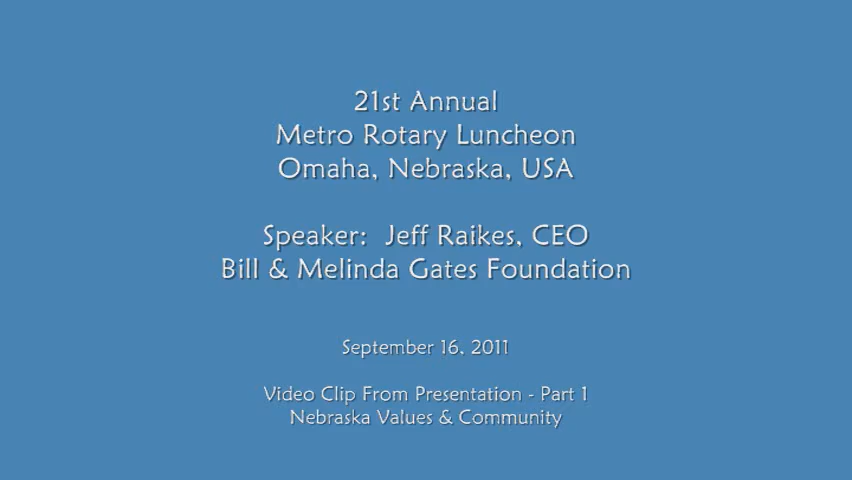 21st Annual
Metro Rotary Luncheon
Omaha, Nebraska, USA
Speaker: Jeff Raikes, CEO
Bill & Melinda Gates Foundation
September 16, 2011
Video Clip From Presentation - Part 1
Nebraska Values & Community